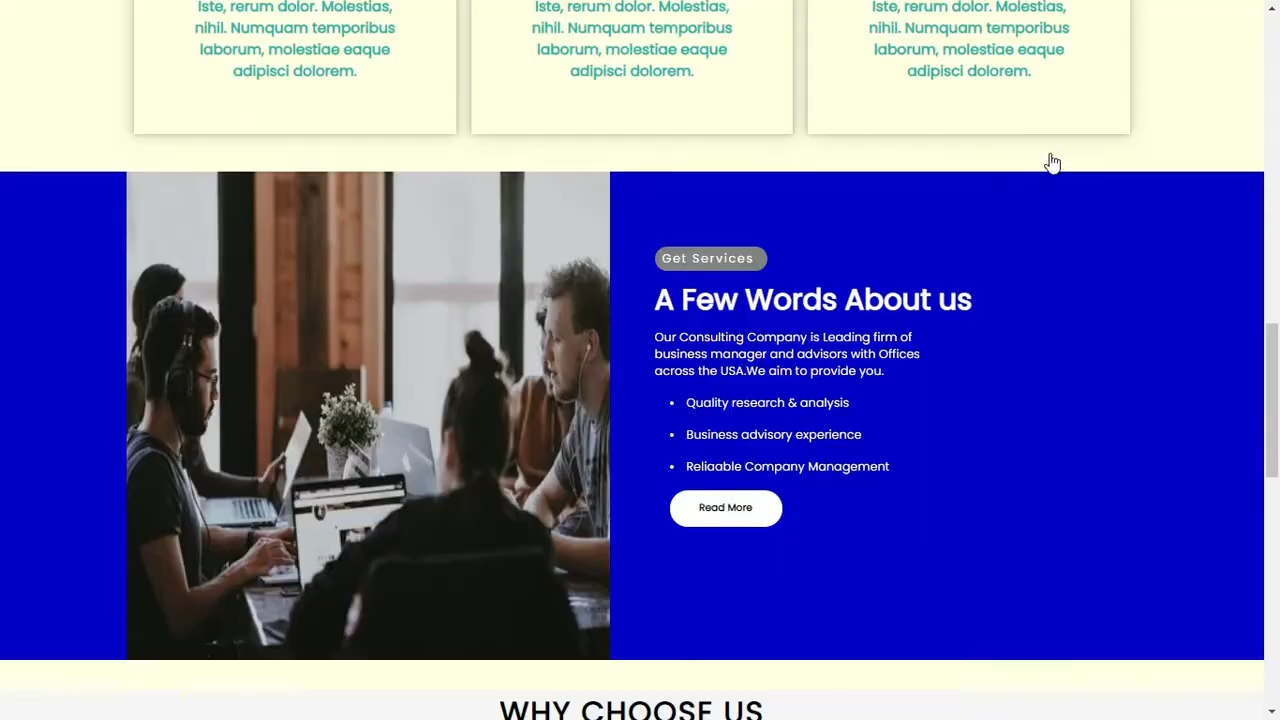 Iste, rerum dolor. Molestias,
nihil. Numquam temporibus
laborum, molestiae eaque
adipisci dolorem.
Iste, rerum dolor. Molestias,
nihil. Numquam temporibus
laborum, molestiae eaque
adipisci dolorem.
Iste, rerum dolor. Molestias,
nihil. Numquam temporibus
laborum, molestiae eaque
adipisci dolorem.
Get Services
A Few Words About us
Our Consulting Company is Leading firm of
business manager and advisors with Offices
across the USA.We aim to provide you.
• Quality research & analysis
• Business advisory experience
• Reliaable Company Management
Read More
WHY CHOOSE US